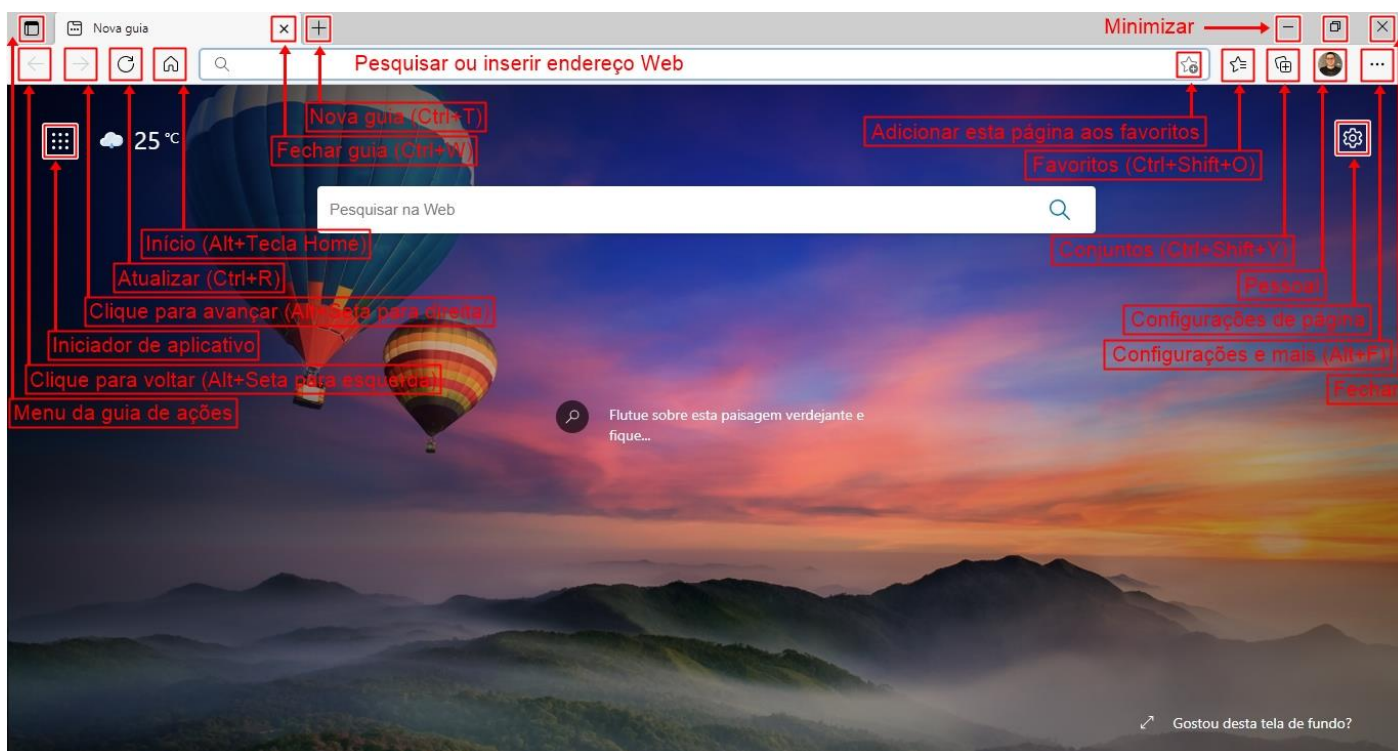 Nova guia
Minimizar
Pesquisar ou inserir endereço Web
Nova guia (Ctrl+T)
Adicionar esta página aos favoritos
25 °C
Fechar guia (Ctrl+W)
Favoritos (Ctrl+Shift+O)
Pesquisar na Web
Início (Alt+Tecla Home)
Conjuntos (Ctrl+Shift+Y)
Atualizar (Ctrl+R)
Pessoal
Clique para avançar (Alt+Seta para direita)
Configurações de página
Iniciador de aplicativo
Configurações e mais (Alt+F)
Clique para voltar (Alt+Seta para esquerda)
Fechar
Menu da guia de ações
Flutue sobre esta paisagem verdejante e
fique...
Gostou desta tela de fundo?